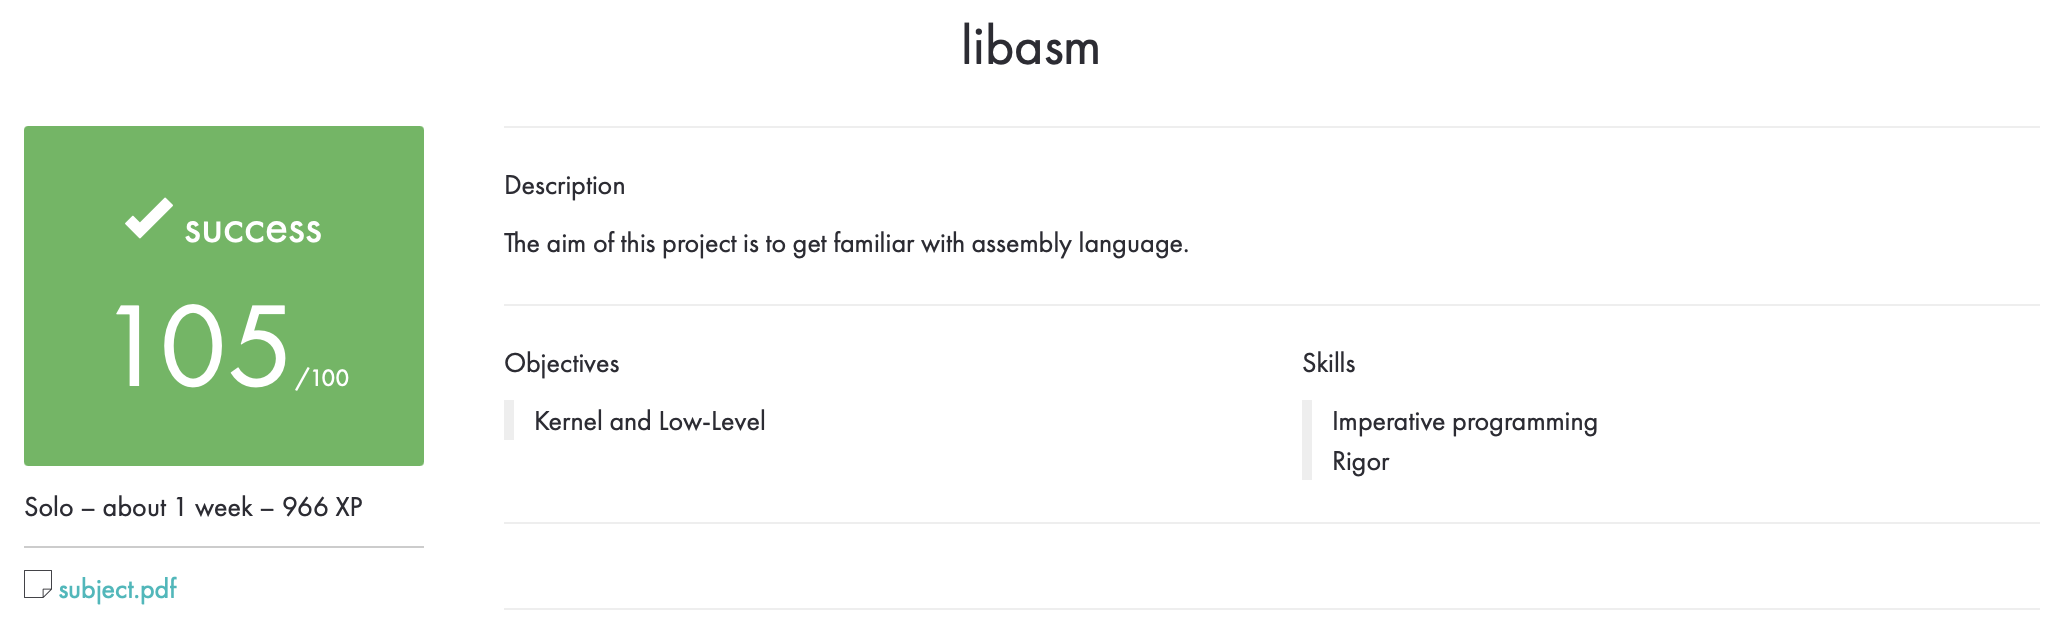 libasm
success
105/100
Solo – about 1 week – 966 XP
subject.pdf
Description
The aim of this project is to get familiar with assembly language.
Objectives
Kernel and Low-Level
Skills
Imperative programming
Rigor